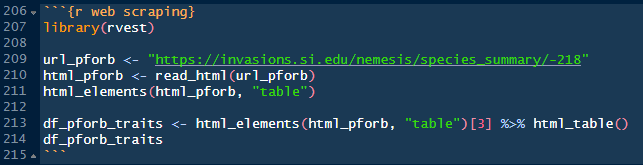 206 ```{r web scraping}
207 library(rvest)
208
209 url_pforb <- "https://invasions.si.edu/nemesis/species_summary/-218"
210 html_pforb <- read_html(url_pforb)
211 html_elements(html_pforb, "table")
212
213 df_pforb_traits <- html_elements(html_pforb, "table")[3] %>% html_table()
214 df_pforb_traits
215 ```